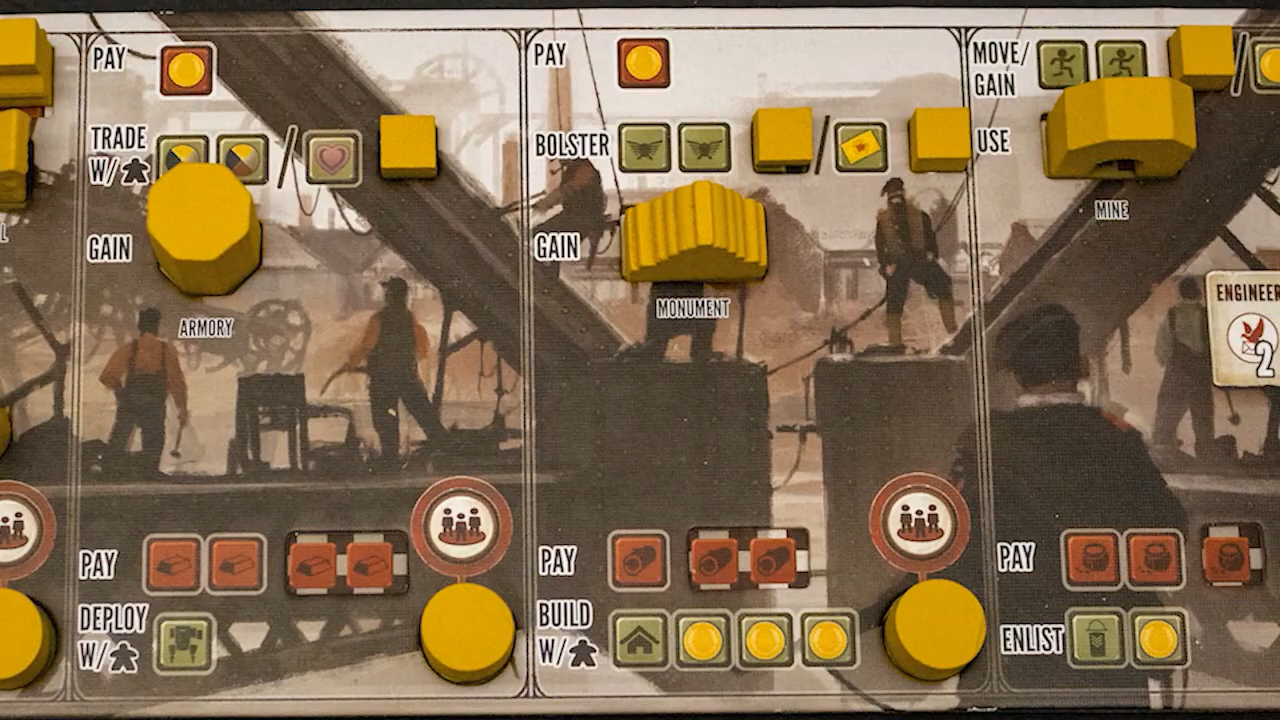 PAY
TRADE
W/
/
GAIN
ARMORY
PAY
DEPLOY
W/
PAY
BOLSTER
/
GAIN
MONUMENT
PAY
BUILD
W/
MOVE/
GAIN
/
USE
MINE
ENGINEER
2
PAY
ENLIST